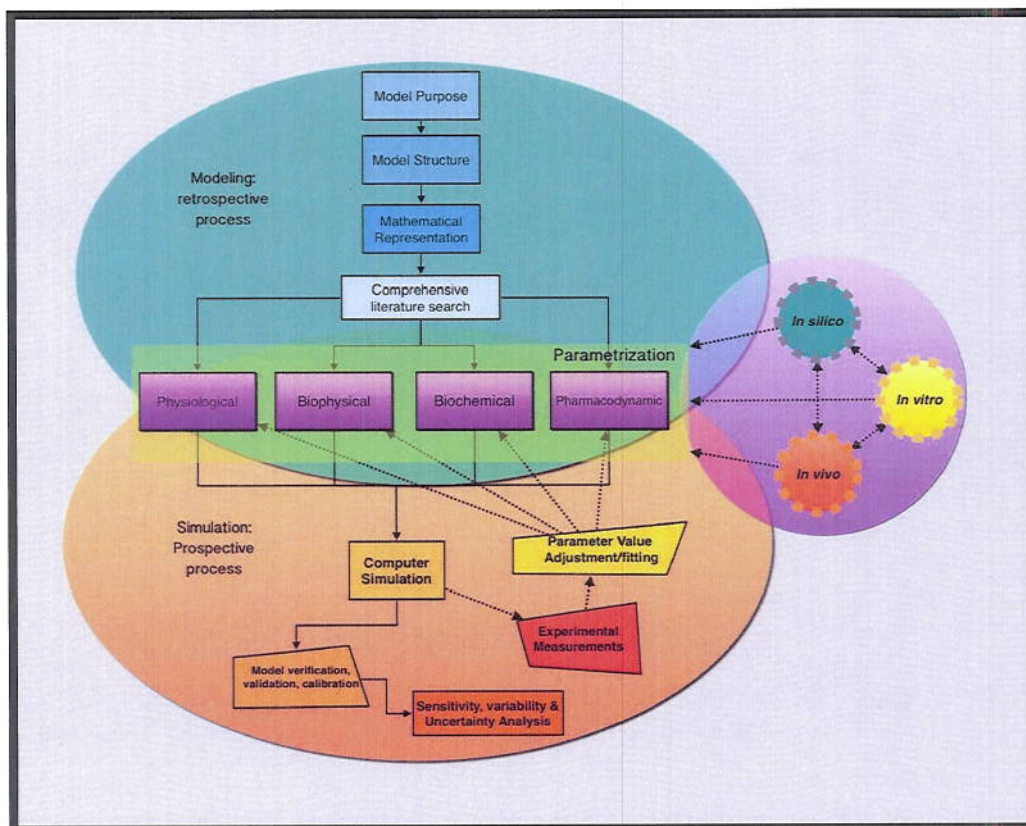 Model Purpose
Model Structure
Modeling:
retrospective
process
Mathematical
Representation
Comprehensive
literature search
In silico
Parametrization
Physiological
Biophysical
Biochemical
Pharmacodynamic
In vitro
In vivo
Simulation:
Prospective
process
Parameter Value
Adjustment/fitting
Computer
Simulation
Experimental
Measurements
Model verification,
validation, calibration
Sensitivity, variability &
Uncertainty Analysis